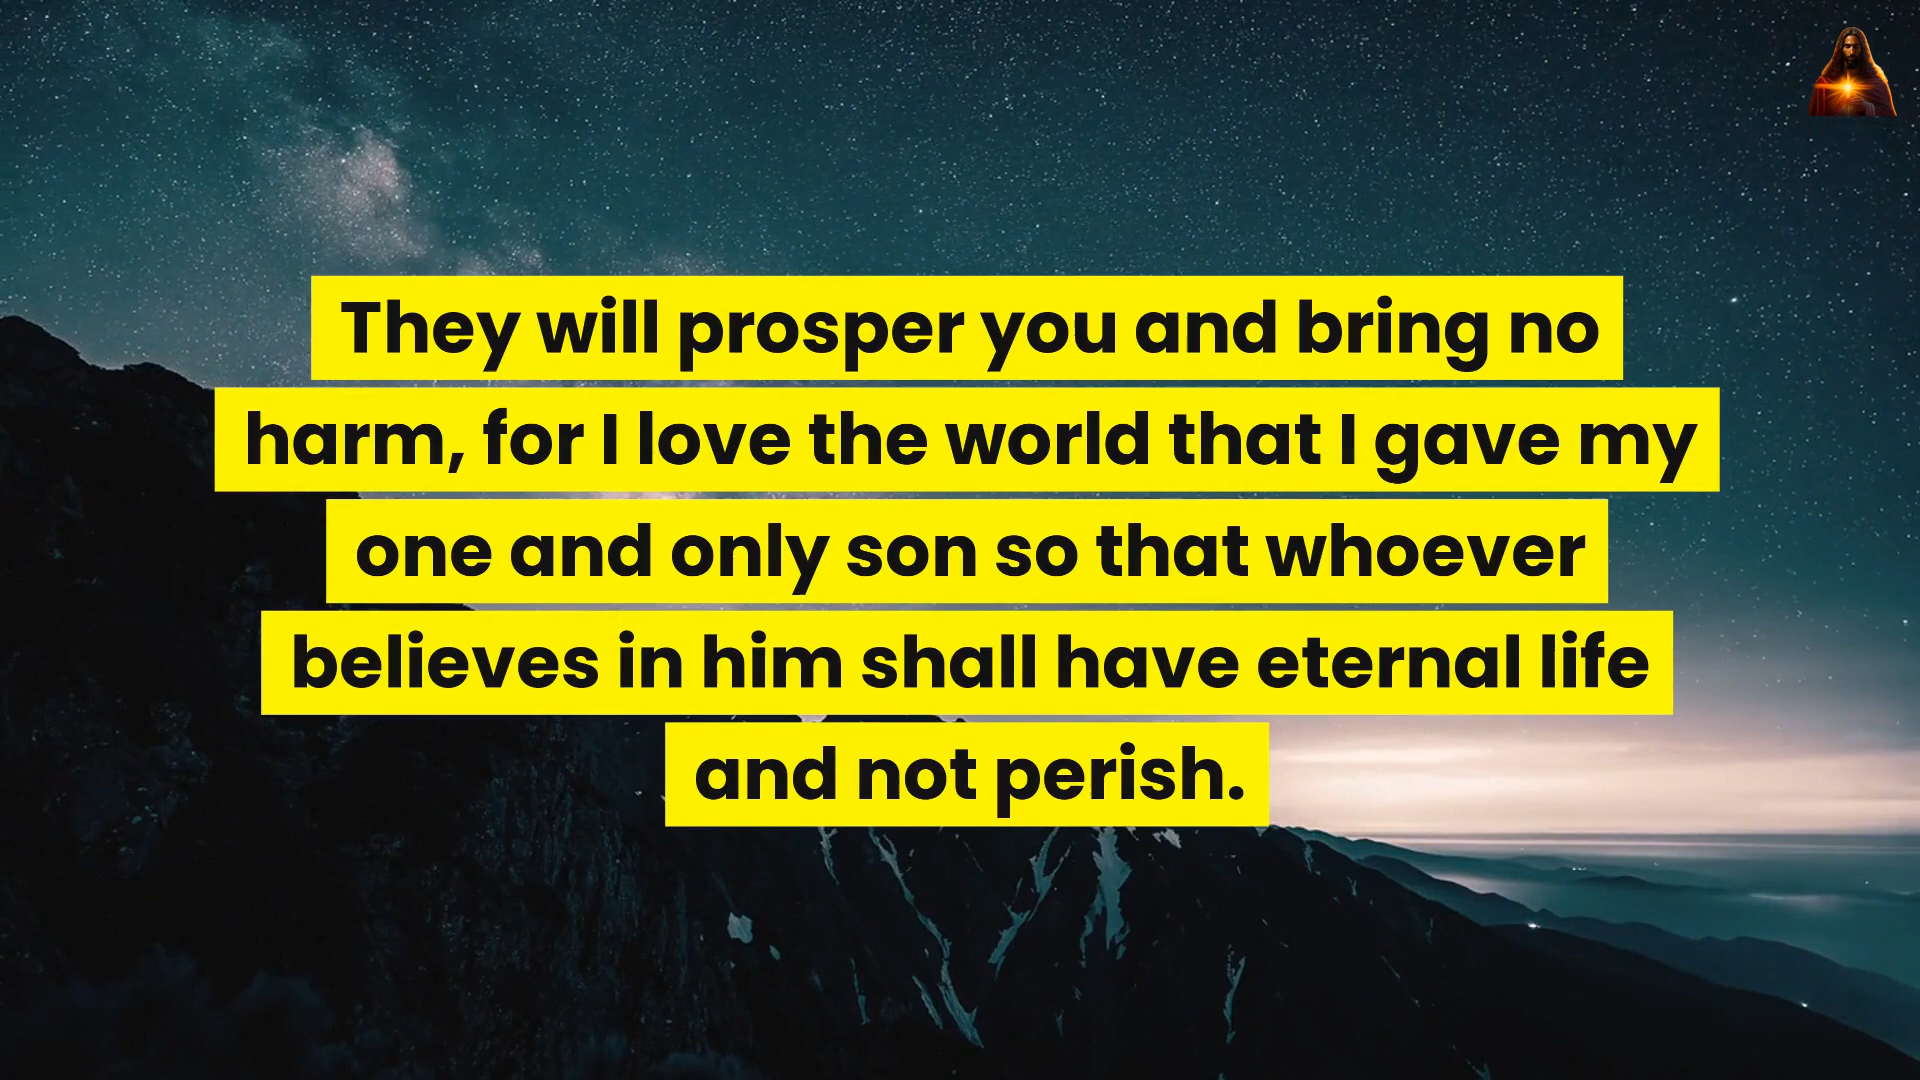 They will prosper you and bring no
harm, for I love the world that I gave my
one and only son so that whoever
believes in him shall have eternal life
and not perish.